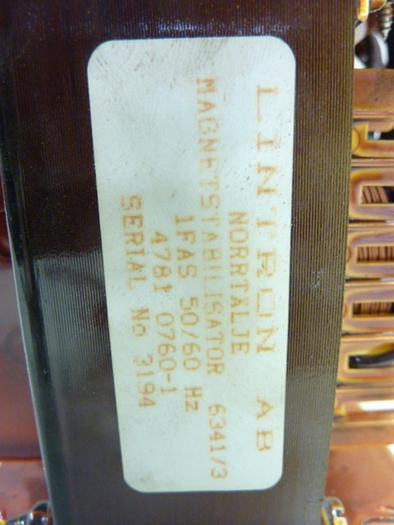 LINTRON AB
NORRTÄLJE
MAGNETSTABILISATOR 6341/3
1FAS 50/60 Hz
4781 0760-1
SERIAL No 3194